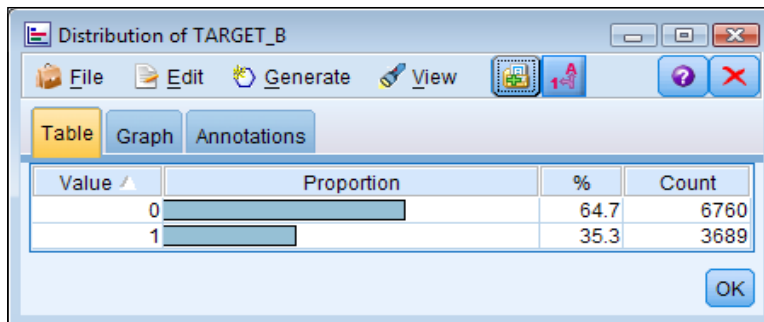 Distribution of TARGET_B
File Edit Generate View
Table Graph Annotations
Value Proportion % Count
0 64.7 6760
1 35.3 3689
OK